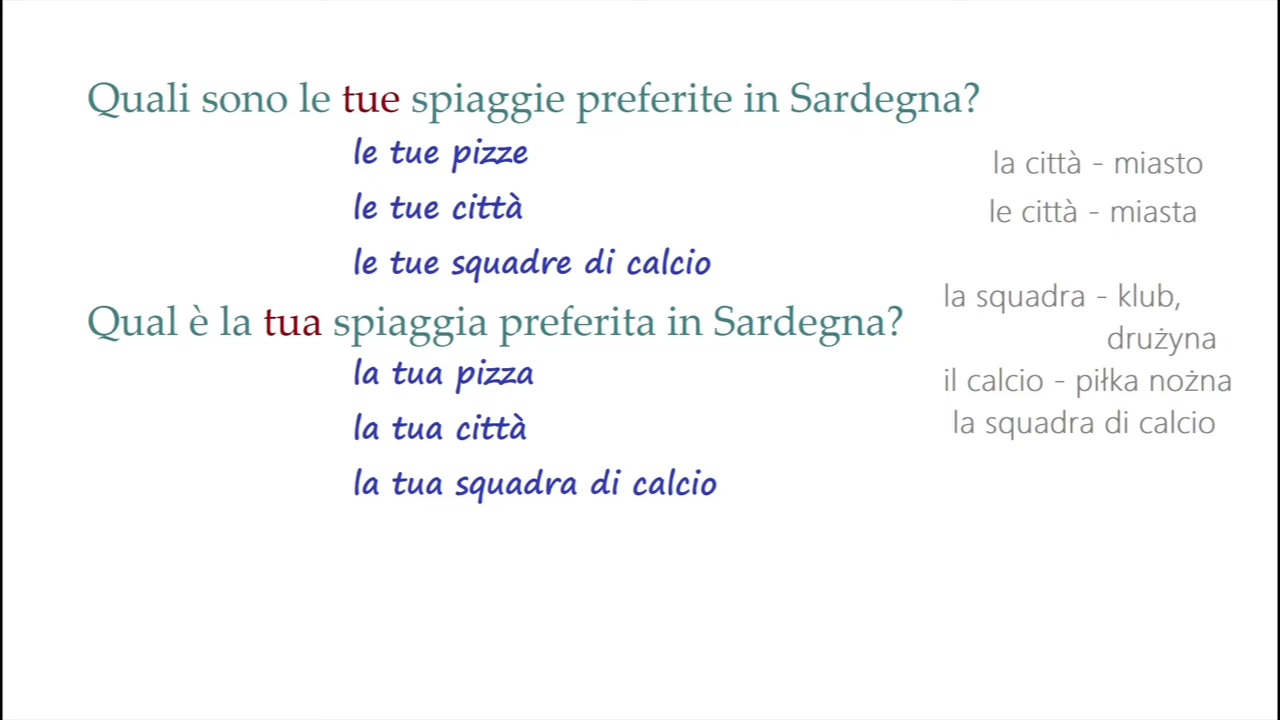 Quali sono le tue spiaggie preferite in Sardegna?
le tue pizze
le tue città
le tue squadre di calcio
Qual è la tua spiaggia preferita in Sardegna?
la tua pizza
la tua città
la tua squadra di calcio
la città - miasto
le città - miasta
la squadra - klub,
drużyna
il calcio - piłka nożna
la squadra di calcio